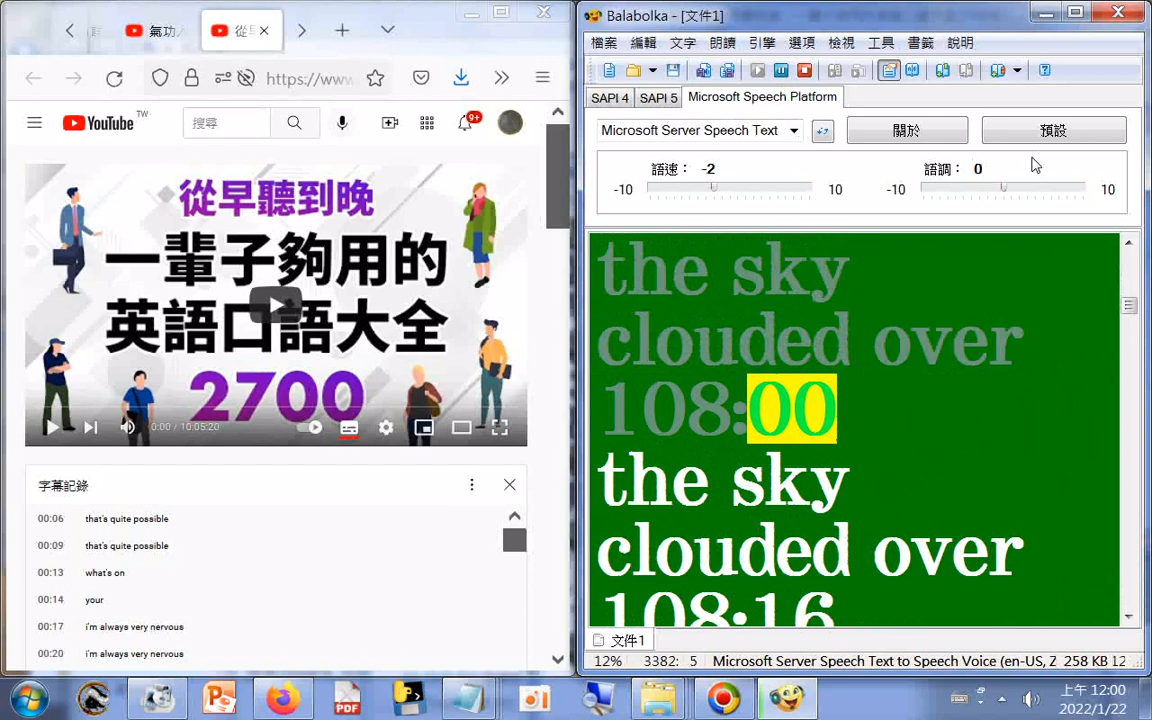 氣功
從
https://www
YouTube TW
搜尋
9+
從早聽到晚
一輩子夠用的
英語口語大全
2700
0:00 / 10:05:20
字幕記錄
00:06 that's quite possible
00:09 that's quite possible
00:13 what's on
00:14 your
00:17 i'm always very nervous
00:20 i'm always very nervous
Balabolka - [文件1]
檔案 編輯 文字 朗讀 引擎 選項 檢視 工具 書籤 說明
SAPI 4 SAPI 5 Microsoft Speech Platform
Microsoft Server Speech Text 關於 預設
語速： -2 語調： 0
-10 10 -10 10
the sky
clouded over
108:00
the sky
clouded over
108:16
文件1
12% 3382: 5 Microsoft Server Speech Text to Speech Voice (en-US, Z 258 KB 12
PDF
上午 12:00
2022/1/22